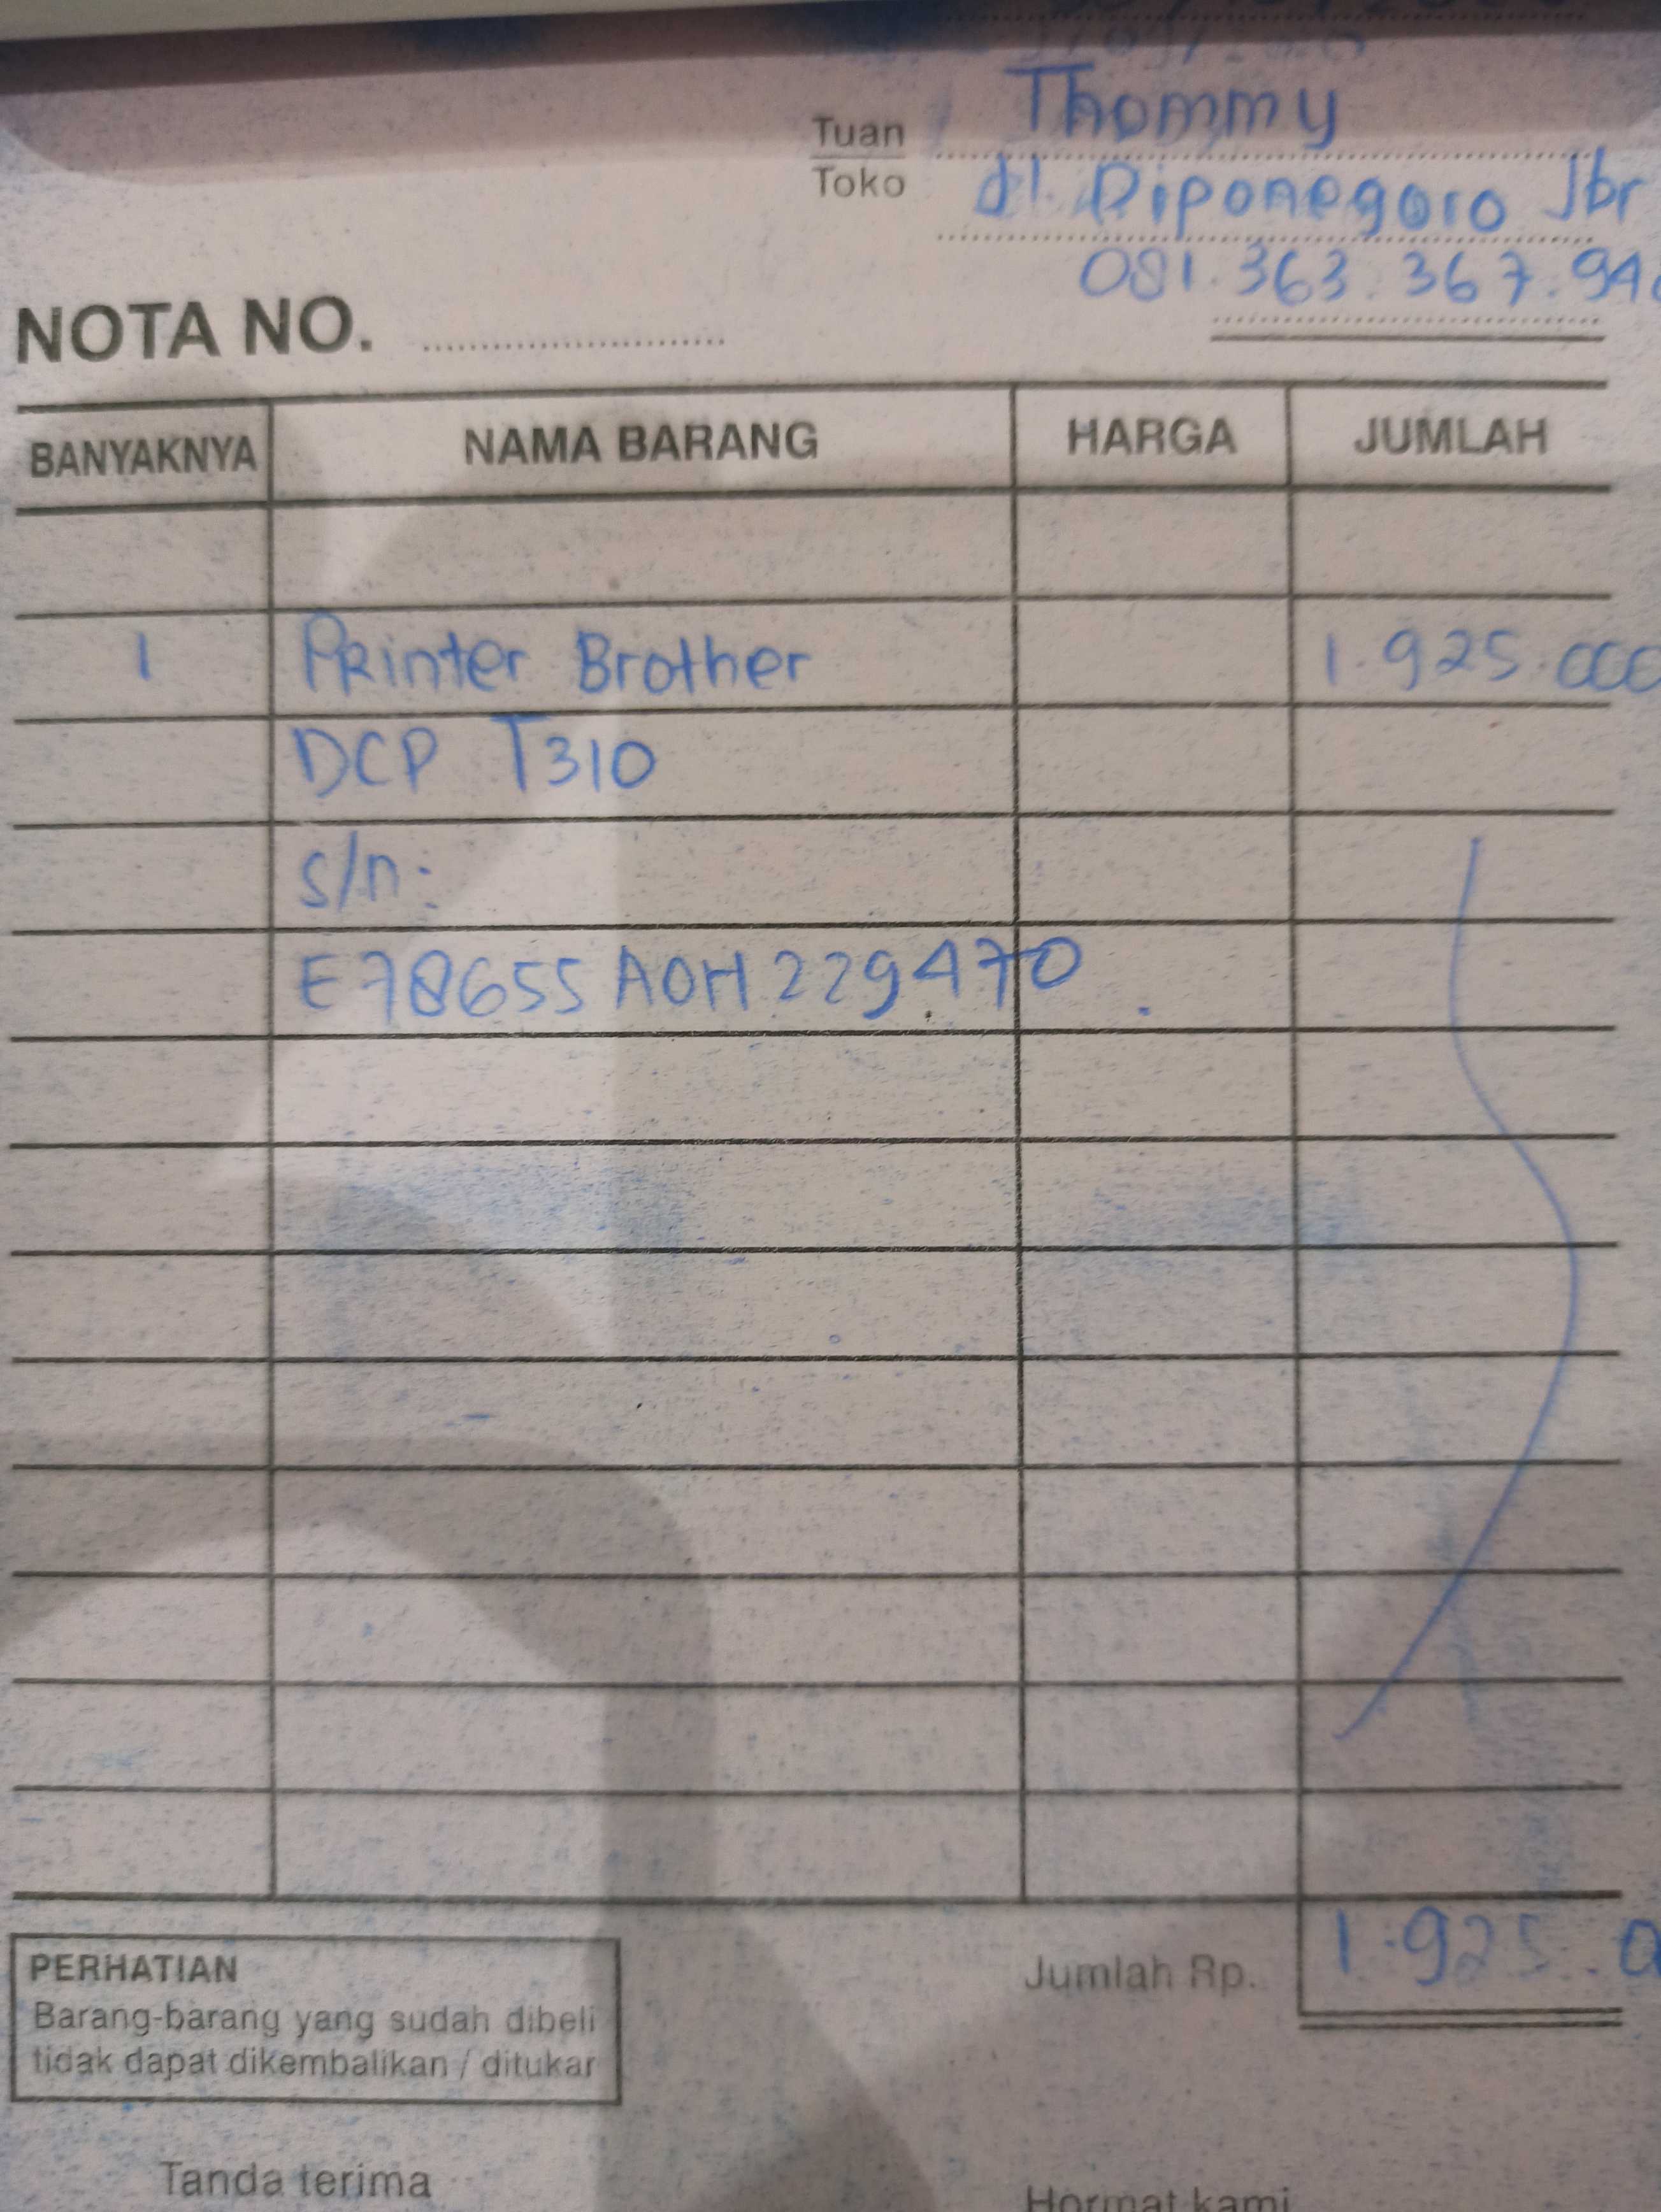 Tuan
Thommy
Toko
Jl. Diponegoro Jbr
081.363.367.94
NOTA NO. ........................
BANYAKNYA NAMA BARANG HARGA JUMLAH
1 Printer Brother 1.925.000
DCP T310
s/n:
E78655A0H229470
Jumlah Rp. 1.925.0
PERHATIAN
Barang-barang yang sudah dibeli
tidak dapat dikembalikan / ditukar
Tanda terima
Hormat kami